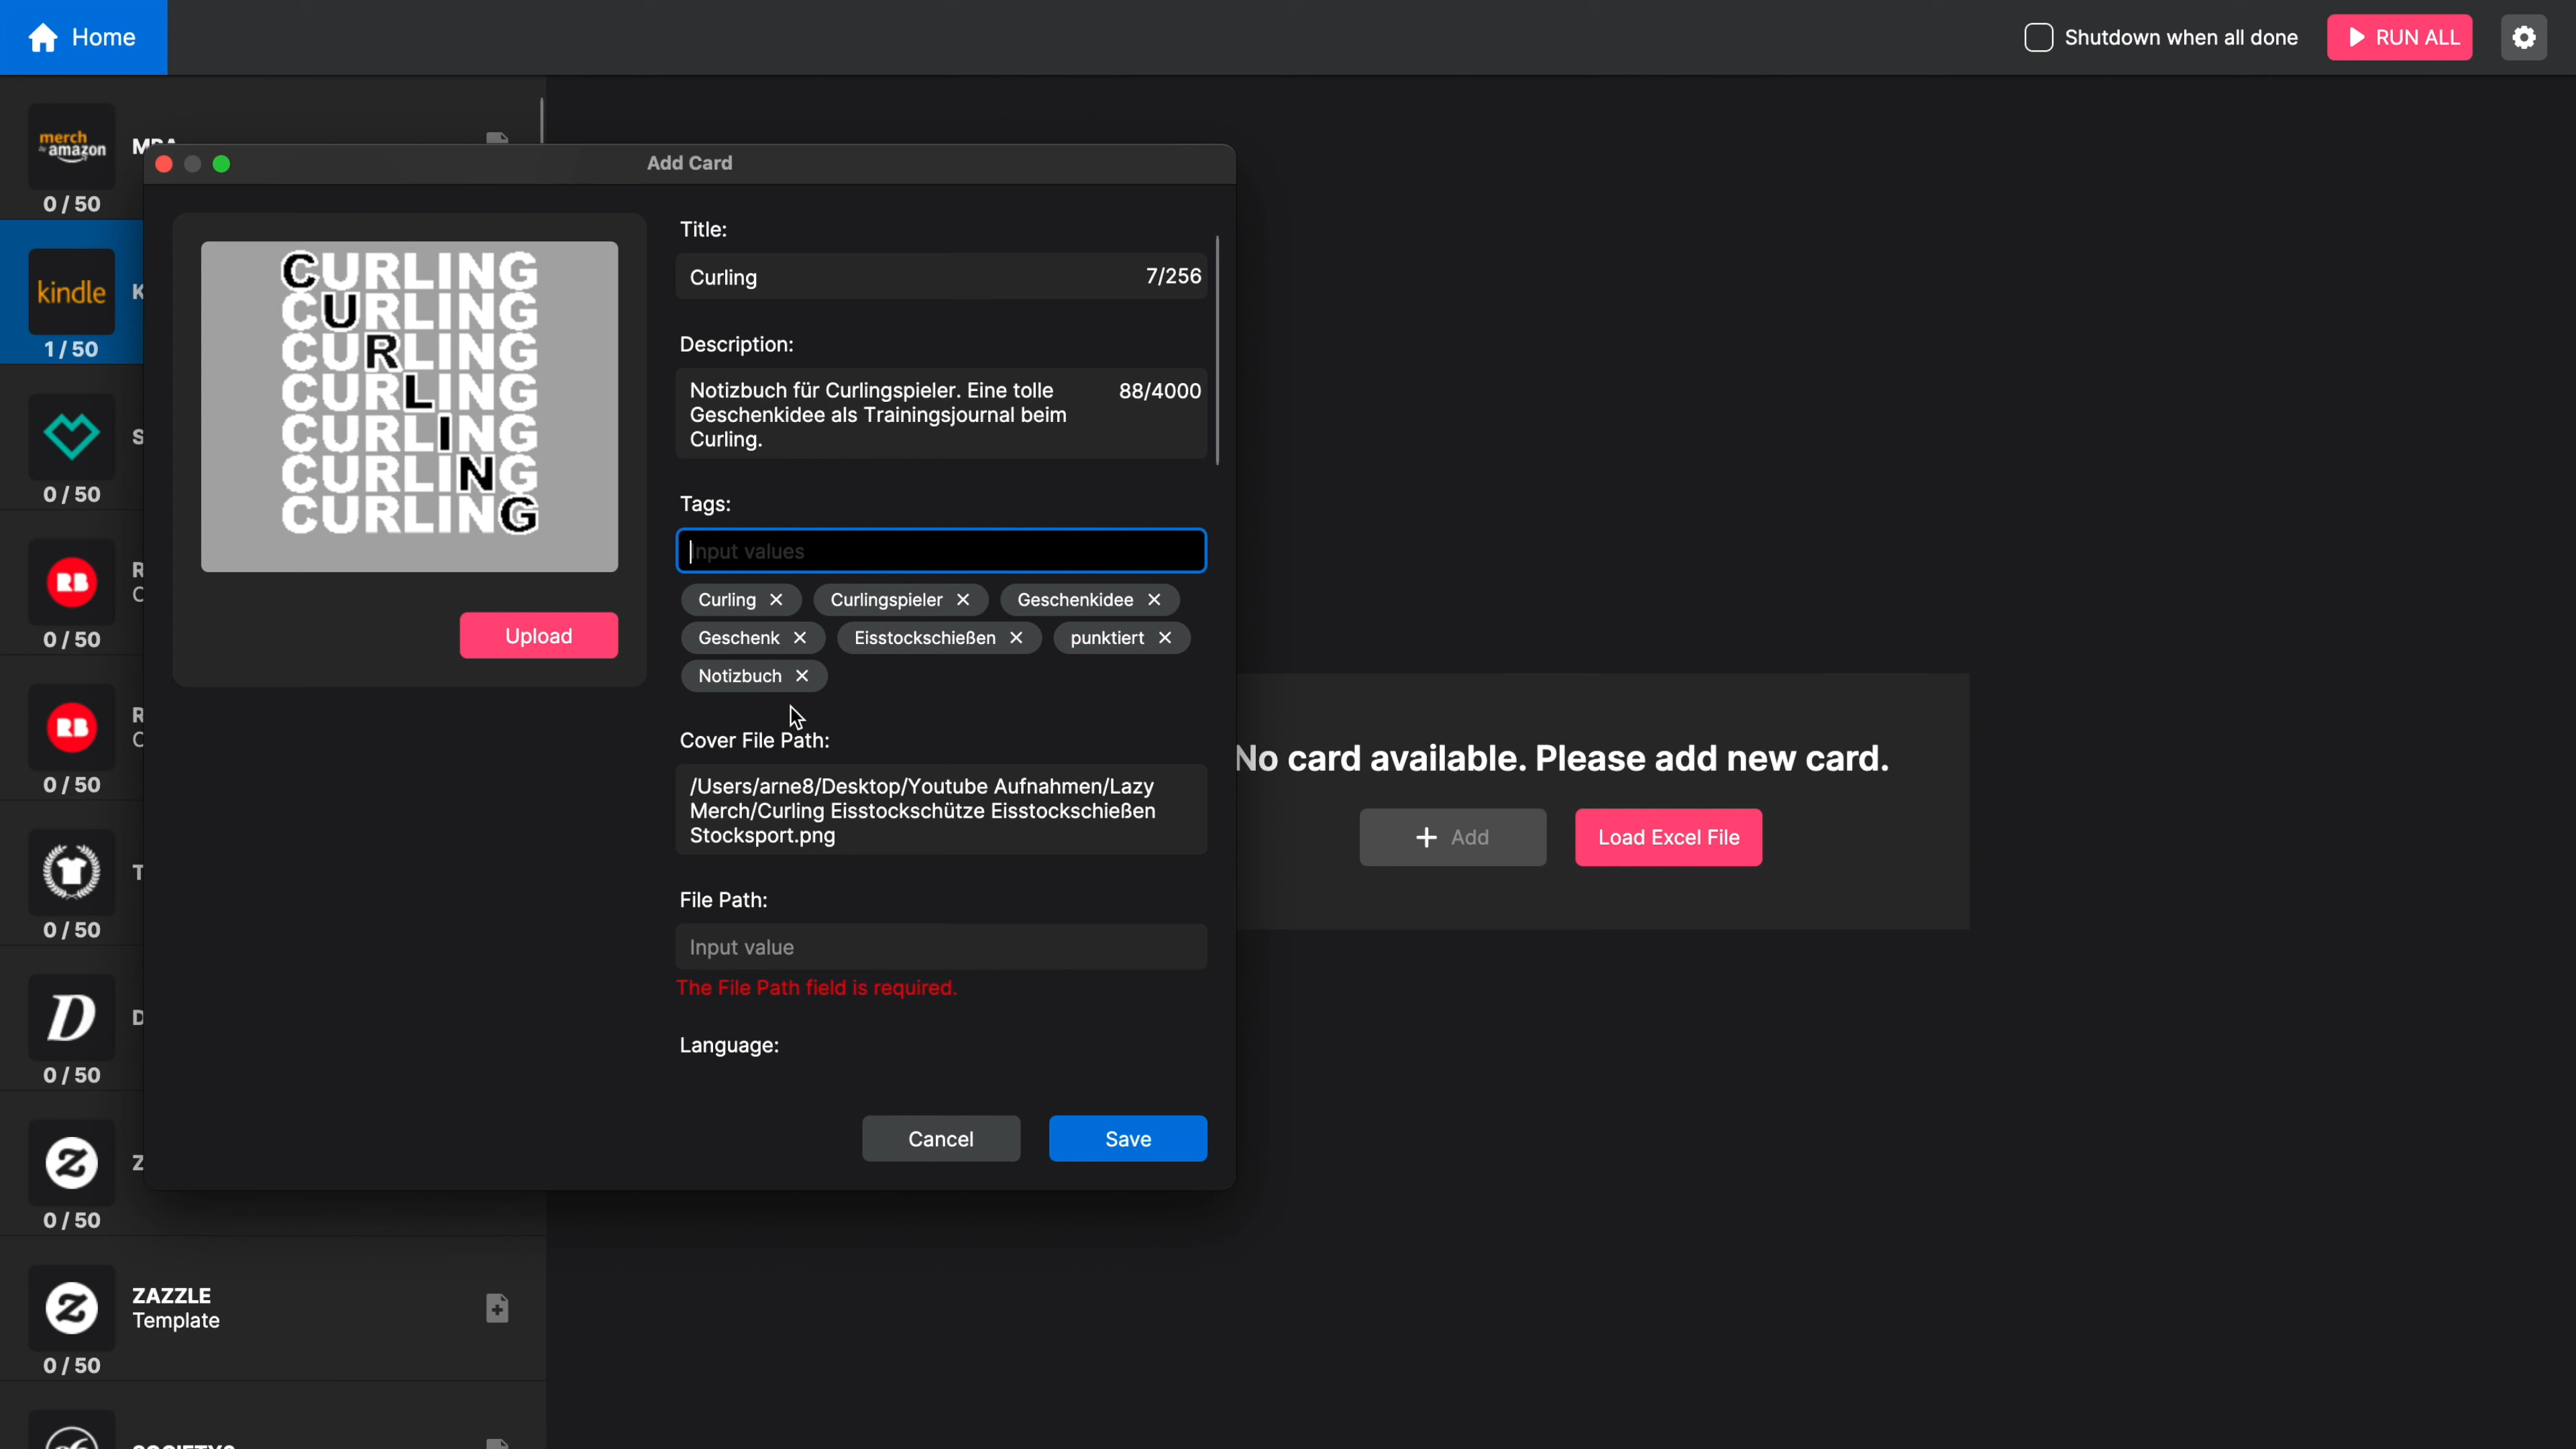 Home
Shutdown when all done
RUN ALL
merch
by amazon
0 / 50
Add Card
kindle
K
1 / 50
S
0 / 50
RB
R
C
0 / 50
RB
R
C
0 / 50
T
0 / 50
D
D
0 / 50
Z
Z
0 / 50
Z
ZAZZLE
Template
0 / 50
CURLING
CURLING
CURLING
CURLING
CURLING
CURLING
CURLING
Upload
Title:
Curling
7/256
Description:
Notizbuch für Curlingspieler. Eine tolle
88/4000
Geschenkidee als Trainingsjournal beim
Curling.
Tags:
Input values
Curling
Curlingspieler
Geschenkidee
Geschenk
Eisstockschießen
punktiert
Notizbuch
Cover File Path:
/Users/arne8/Desktop/Youtube Aufnahmen/Lazy
Merch/Curling Eisstockschütze Eisstockschießen
Stocksport.png
File Path:
Input value
The File Path field is required.
Language:
Cancel
Save
No card available. Please add new card.
+ Add
Load Excel File